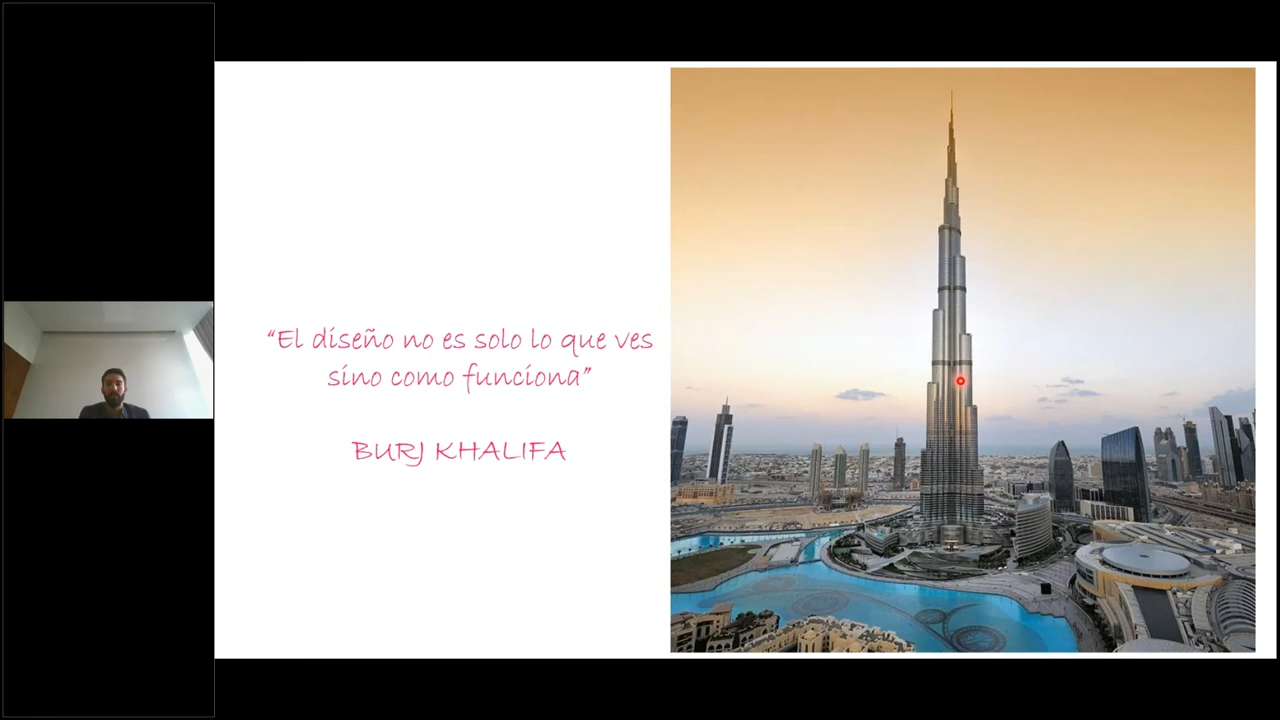 “El diseño no es solo lo que ves
sino como funciona”
BURJ KHALIFA